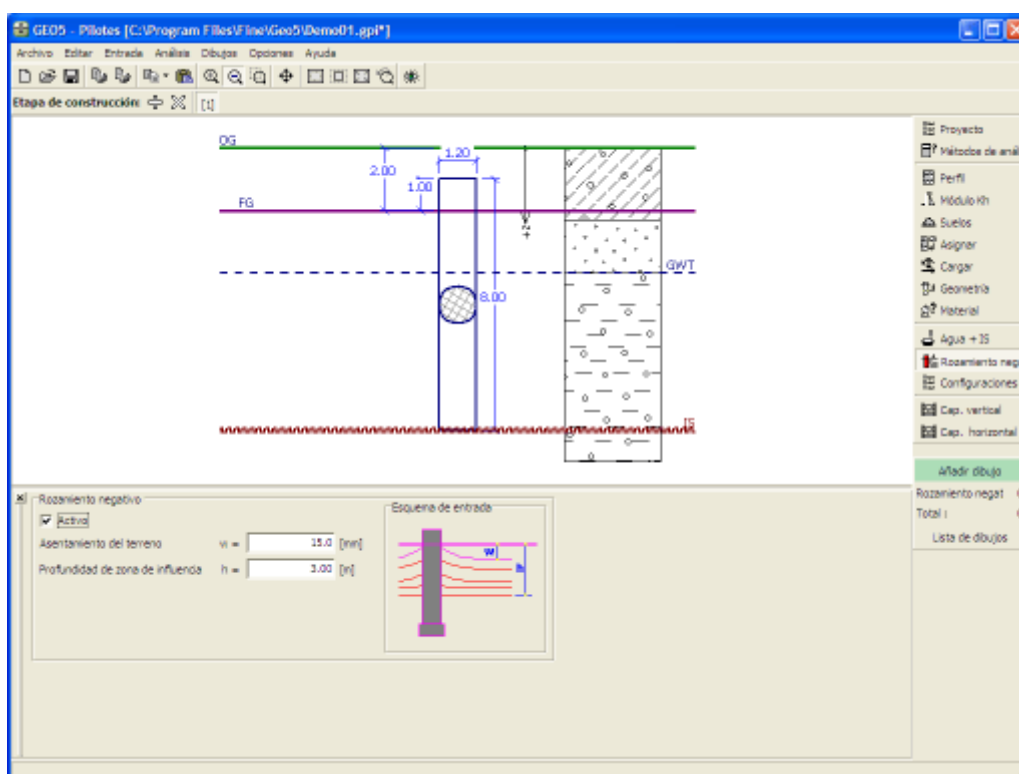 GEO5 - Pilotes [C:\Program Files\Fine\Geo5\Demo01.gpi*]
Archivo Editar Entrada Análisis Dibujos Opciones Ayuda
Etapa de construcción: [1]
OG
1.20
2.00
1.00
FG
GWT
8.00
IS
Proyecto
Métodos de aná
Perfil
Módulo Kh
Suelos
Asignar
Cargar
Geometría
Material
Agua + IS
Rozamiento neg
Configuraciones
Cap. vertical
Cap. horizontal
Añadir dibujo
Rozamiento negat
Total :
Lista de dibujos
Rozamiento negativo
Activo
Asentamiento del terreno w = 15.0 [mm]
Profundidad de zona de influencia h = 3.00 [m]
Esquema de entrada
w
h